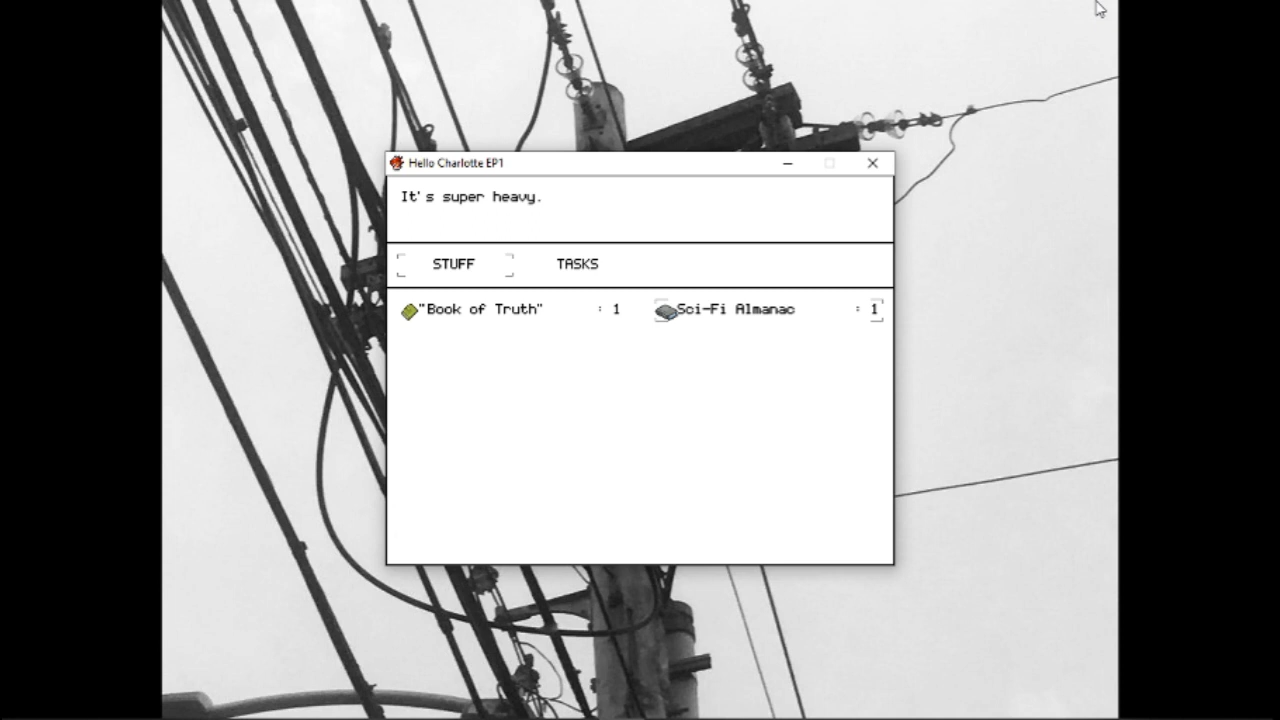 Hello Charlotte EP1
It's super heavy.
STUFF TASKS
"Book of Truth" : 1 Sci-Fi Almanac : 1